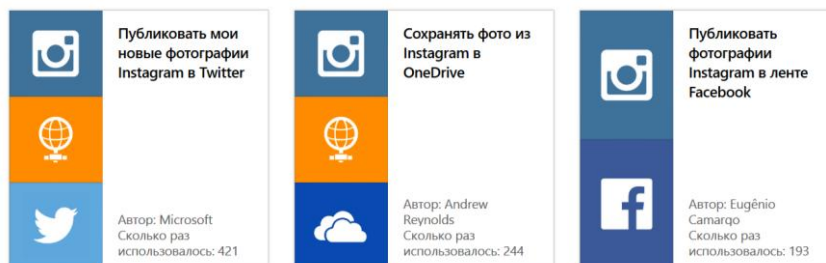 Публиковать мои
новые фотографии
Instagram в Twitter
Автор: Microsoft
Сколько раз
использовалось: 421
Сохранять фото из
Instagram в
OneDrive
Автор: Andrew
Reynolds
Сколько раз
использовалось: 244
Публиковать
фотографии
Instagram в ленте
Facebook
Автор: Eugênio
Camargo
Сколько раз
использовалось: 193